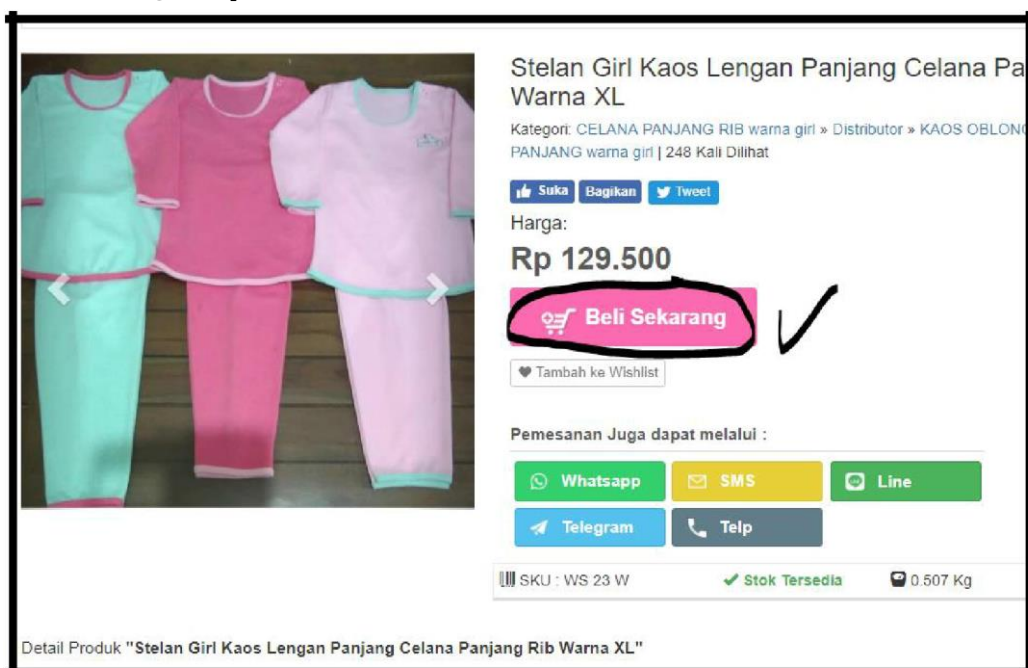 Stelan Girl Kaos Lengan Panjang Celana Pa
Warna XL
Kategori: CELANA PANJANG RIB warna girl » Distributor » KAOS OBLONG
PANJANG warna girl | 248 Kali Dilihat
Suka Bagikan Tweet
Harga:
Rp 129.500
Beli Sekarang
Tambah ke Wishlist
Pemesanan Juga dapat melalui :
Whatsapp SMS Line
Telegram Telp
SKU : WS 23 W Stok Tersedia 0.507 Kg
Detail Produk "Stelan Girl Kaos Lengan Panjang Celana Panjang Rib Warna XL"